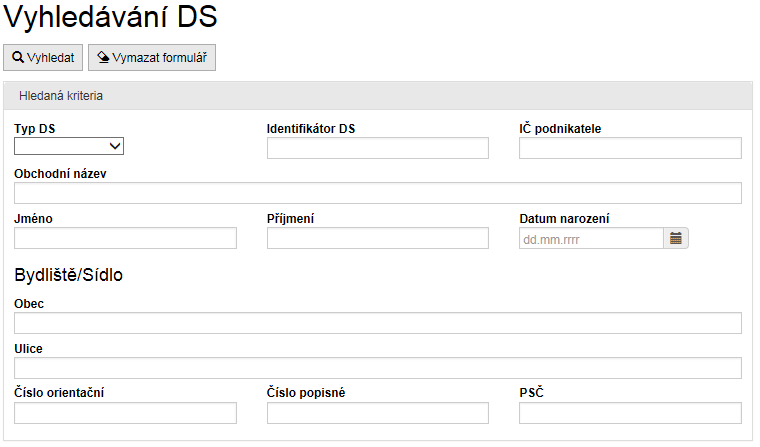 Vyhledávání DS
Vyhledat Vymazat formulář
Hledaná kriteria
Typ DS Identifikátor DS IČ podnikatele
Obchodní název
Jméno Příjmení Datum narození
dd.mm.rrrr
Bydliště/Sídlo
Obec
Ulice
Číslo orientační Číslo popisné PSČ